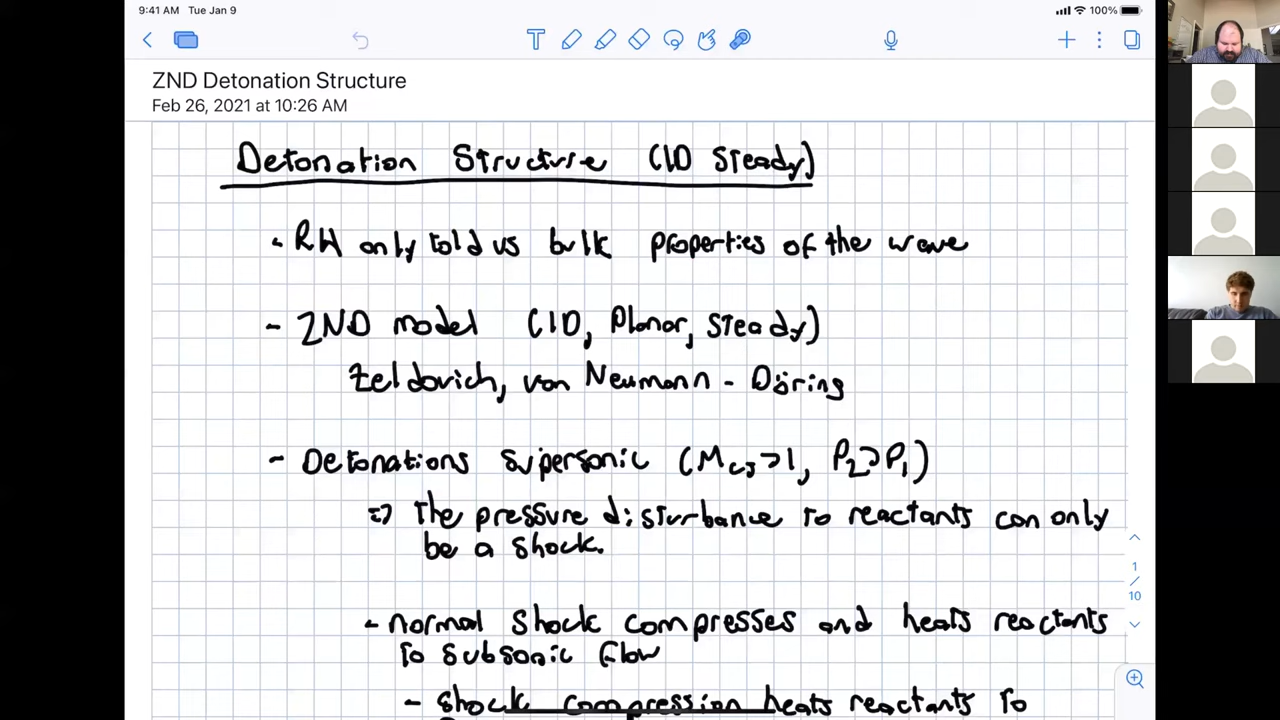 9:41 AM Tue Jan 9
100%
ZND Detonation Structure
Feb 26, 2021 at 10:26 AM
Detonation Structure (1D Steady)
- RH only told us bulk properties of the wave
- ZND model (1D, Planar, Steady)
Zeldovich, von Neumann - Döring
- Detonations supersonic (M_CJ > 1, P₂ > P₁)
=> The pressure disturbance to reactants can only
be a shock.
- normal shock compresses and heats reactants
to subsonic flow
- shock compression heats reactants to
1
/
10